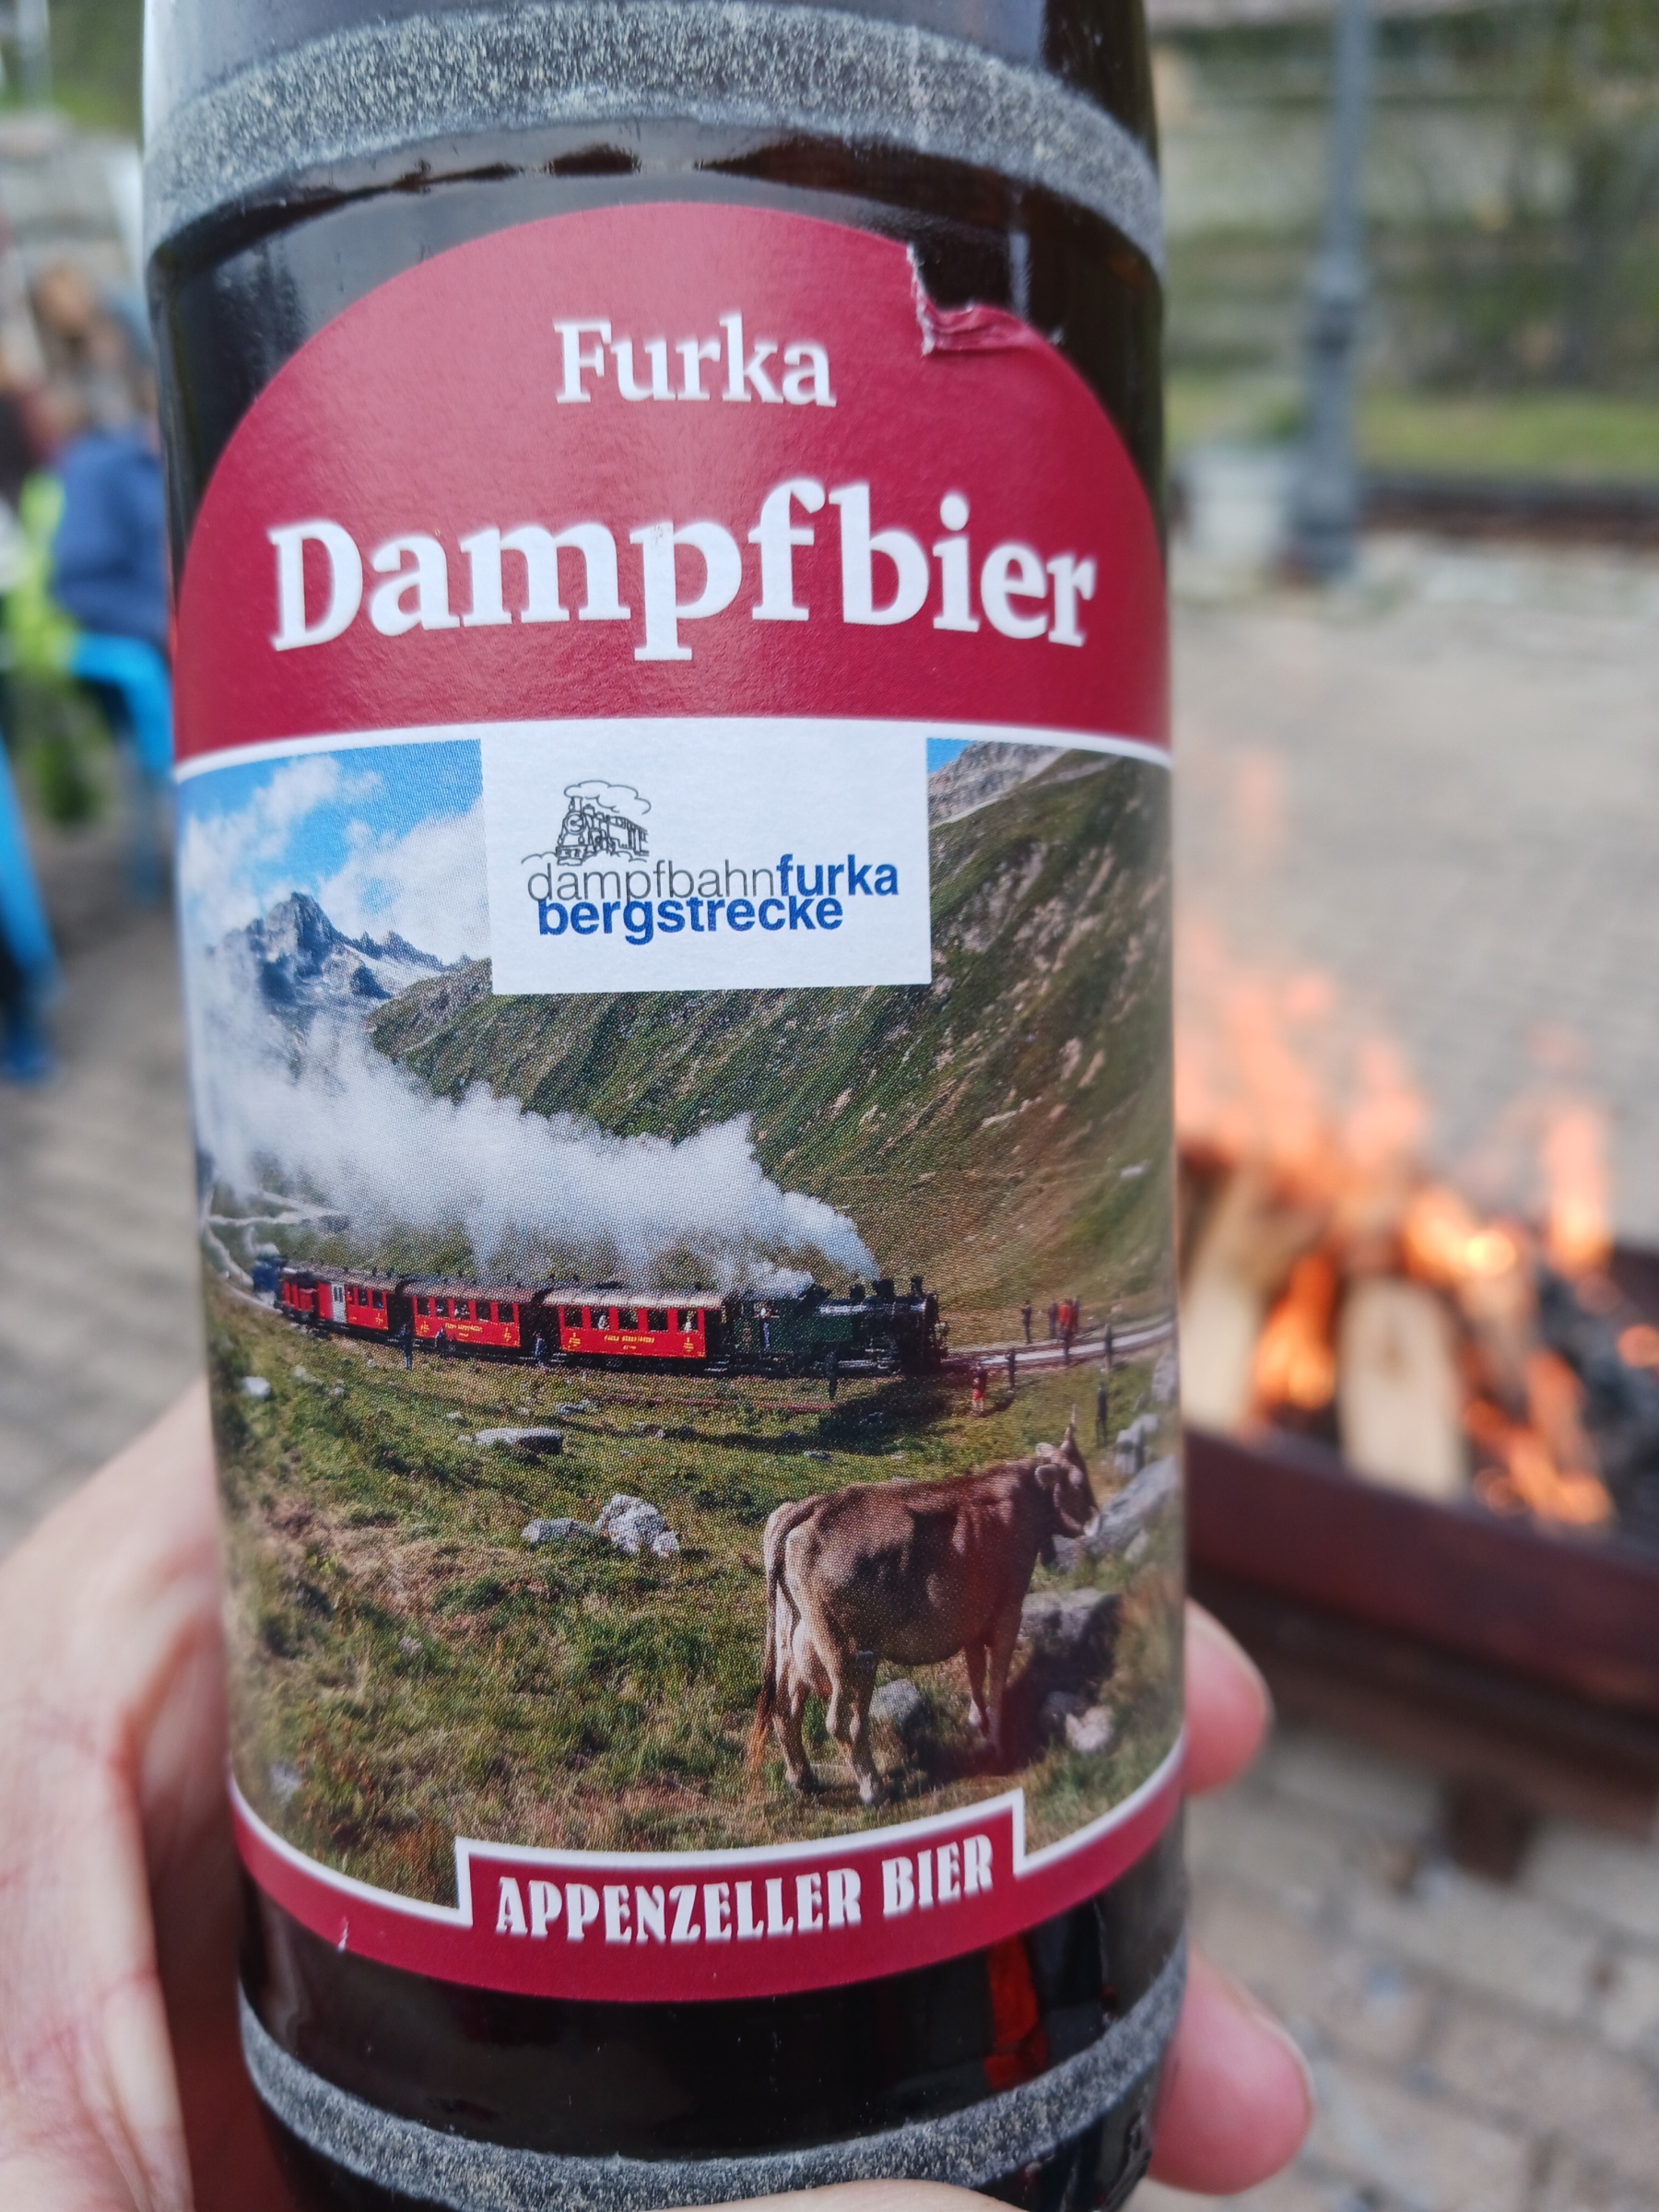 Furka
Dampfbier
dampfbahnfurka
bergstrecke
APPENZELLER BIER